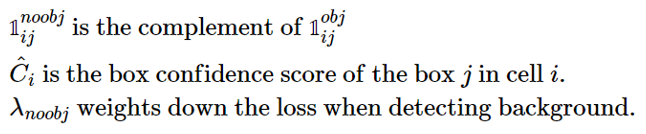 𝟙_{ij}^{noobj} is the complement of 𝟙_{ij}^{obj}
Ĉ_i is the box confidence score of the box j in cell i.
λ_{noobj} weights down the loss when detecting background.